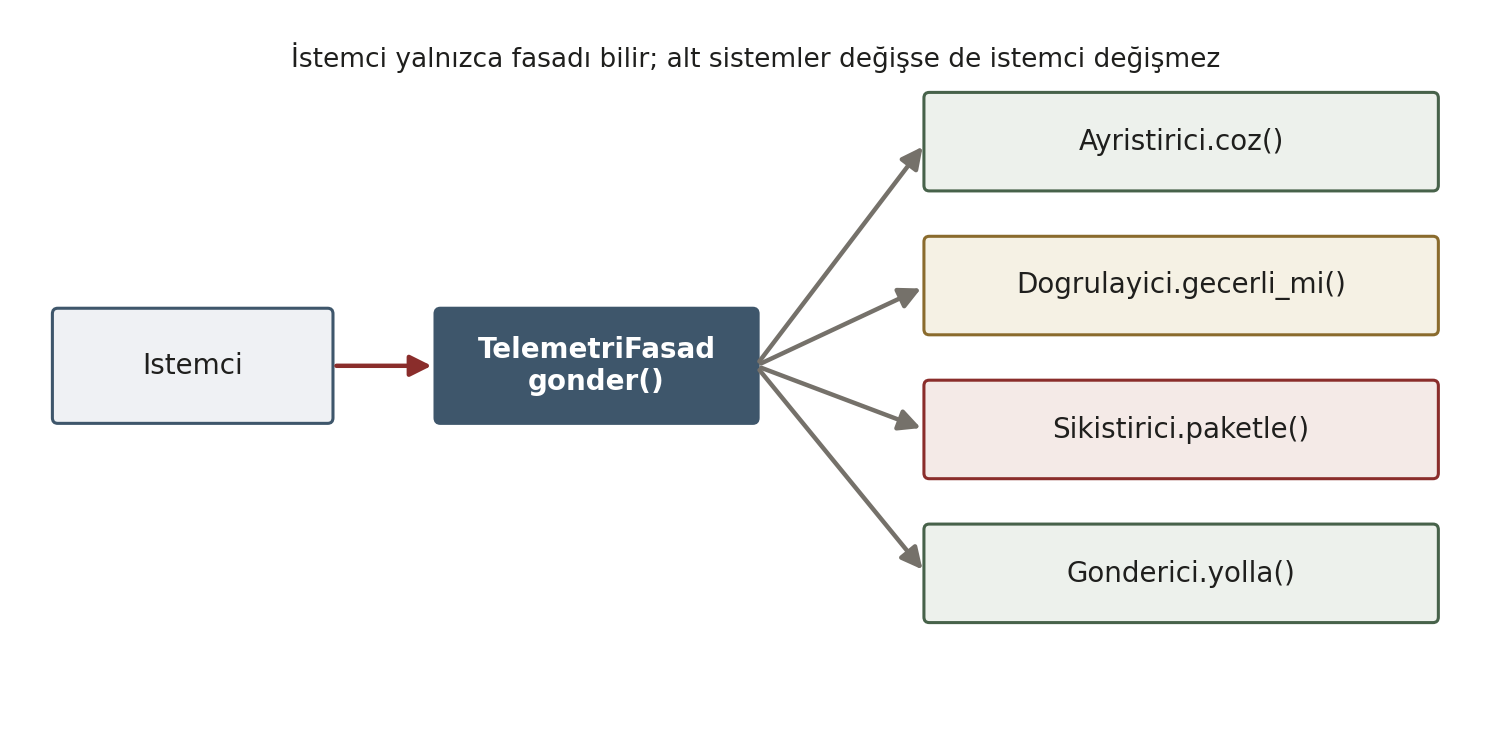 İstemci yalnızca fasadı bilir; alt sistemler değişse de istemci değişmez
Istemci
TelemetriFasad
gonder()
Ayristirici.coz()
Dogrulayici.gecerli_mi()
Sikistirici.paketle()
Gonderici.yolla()